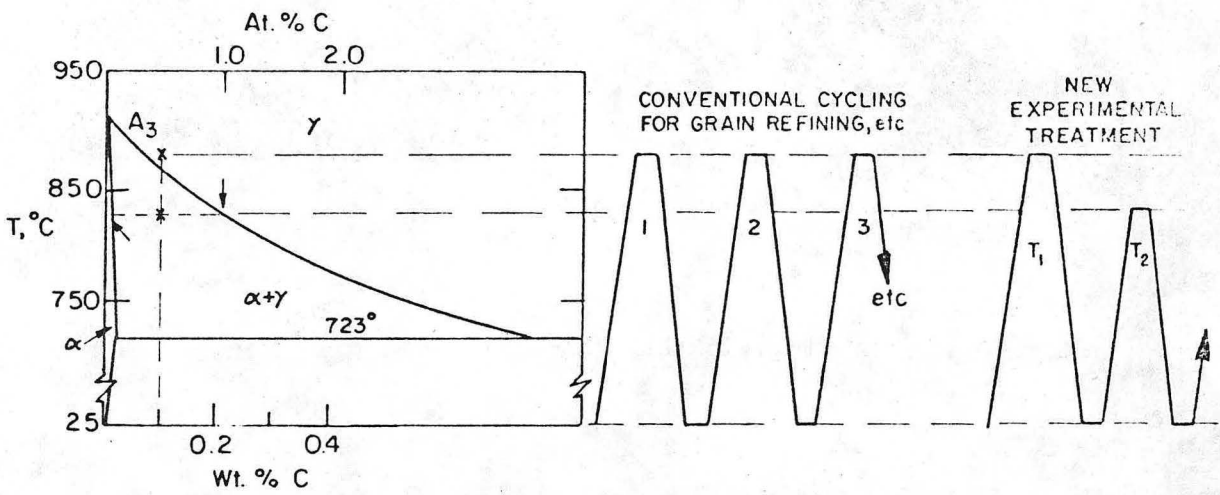 At. % C
1.0 2.0
950
A3
γ
850
T, °C
α+γ
750
723°
α
25
0.2 0.4
Wt. % C
CONVENTIONAL CYCLING
FOR GRAIN REFINING, etc
1 2 3
etc
NEW
EXPERIMENTAL
TREATMENT
T1 T2